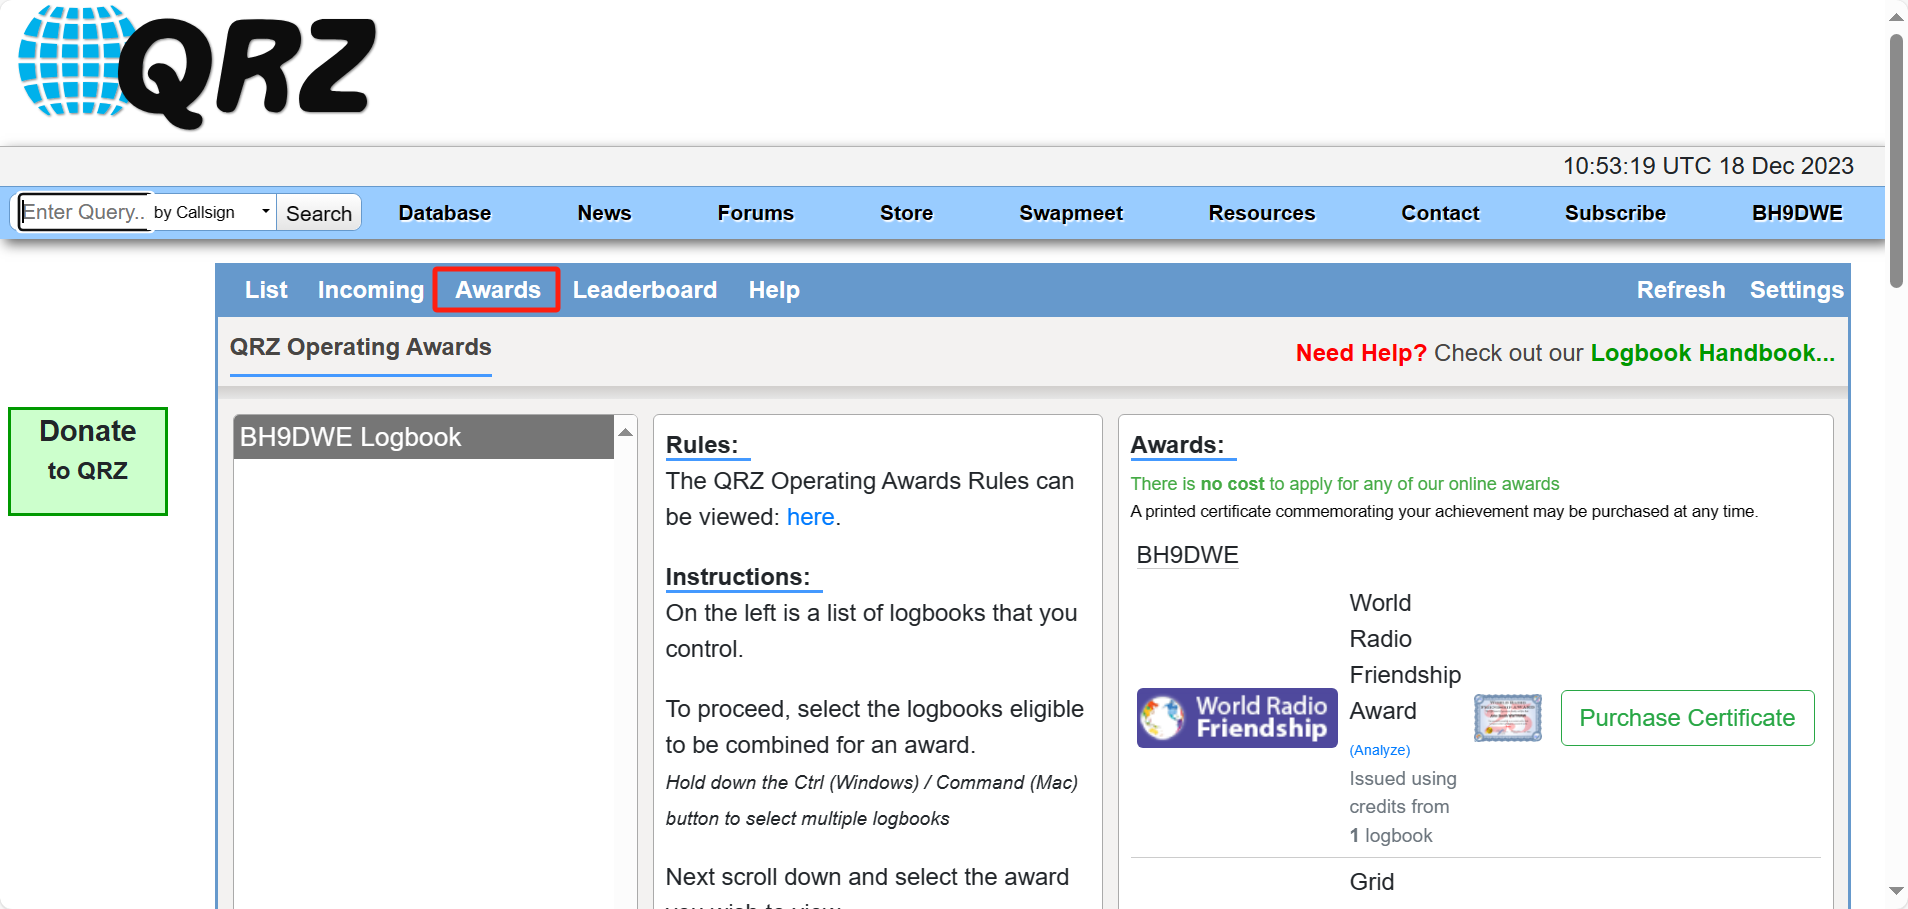 QRZ
10:53:19 UTC 18 Dec 2023
Enter Query.. by Callsign Search Database News Forums Store Swapmeet Resources Contact Subscribe BH9DWE
List Incoming Awards Leaderboard Help Refresh Settings
QRZ Operating Awards
Need Help? Check out our Logbook Handbook...
Donate
to QRZ
BH9DWE Logbook
Rules:
The QRZ Operating Awards Rules can
be viewed: here.
Instructions:
On the left is a list of logbooks that you
control.
To proceed, select the logbooks eligible
to be combined for an award.
Hold down the Ctrl (Windows) / Command (Mac)
button to select multiple logbooks
Next scroll down and select the award
you wish to view
Awards:
There is no cost to apply for any of our online awards
A printed certificate commemorating your achievement may be purchased at any time.
BH9DWE
World Radio
Friendship
World
Radio
Friendship
Award
(Analyze)
Issued using
credits from
1 logbook
Purchase Certificate
Grid